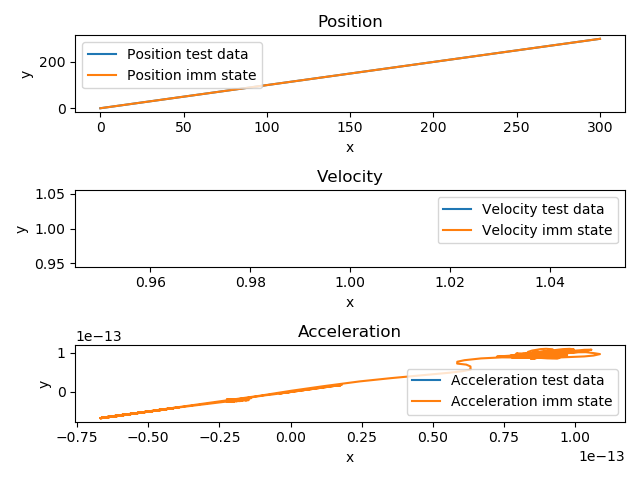 Position
200
0
y
Position test data
Position imm state
0
50
100
150
200
250
300
x
Velocity
1.05
1.00
0.95
y
Velocity test data
Velocity imm state
0.96
0.98
1.00
1.02
1.04
x
Acceleration
1e−13
1
0
y
Acceleration test data
Acceleration imm state
−0.75
−0.50
−0.25
0.00
0.25
0.50
0.75
1.00
x
1e−13